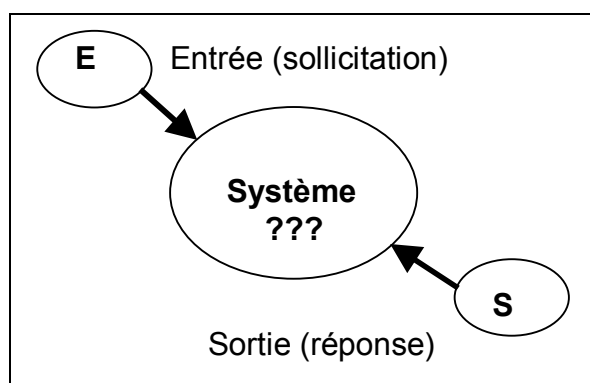 E
Entrée (sollicitation)
Système
???
S
Sortie (réponse)